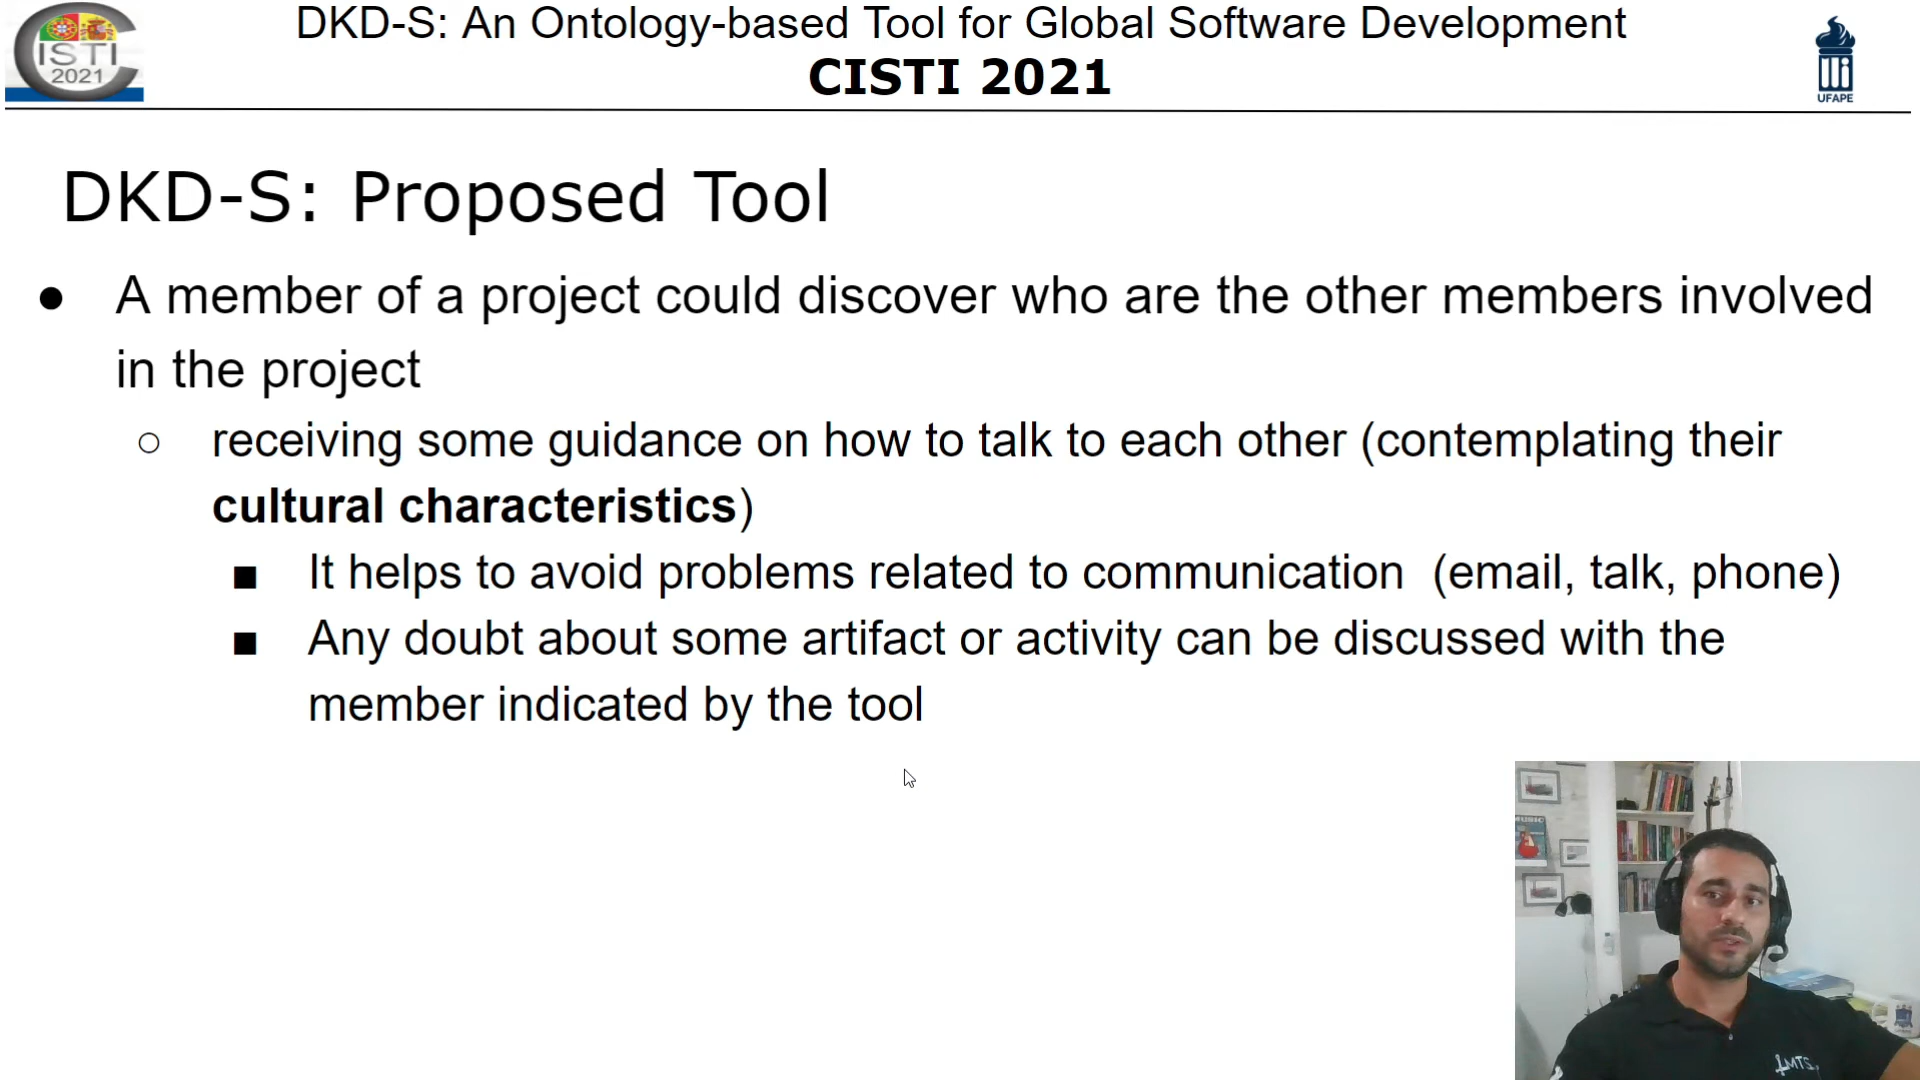 DKD-S: An Ontology-based Tool for Global Software Development
CISTI 2021
ISTI
2021
UFAPE
DKD-S: Proposed Tool
● A member of a project could discover who are the other members involved
in the project
○ receiving some guidance on how to talk to each other (contemplating their
cultural characteristics)
■ It helps to avoid problems related to communication (email, talk, phone)
■ Any doubt about some artifact or activity can be discussed with the
member indicated by the tool
MUSIC
LMTS